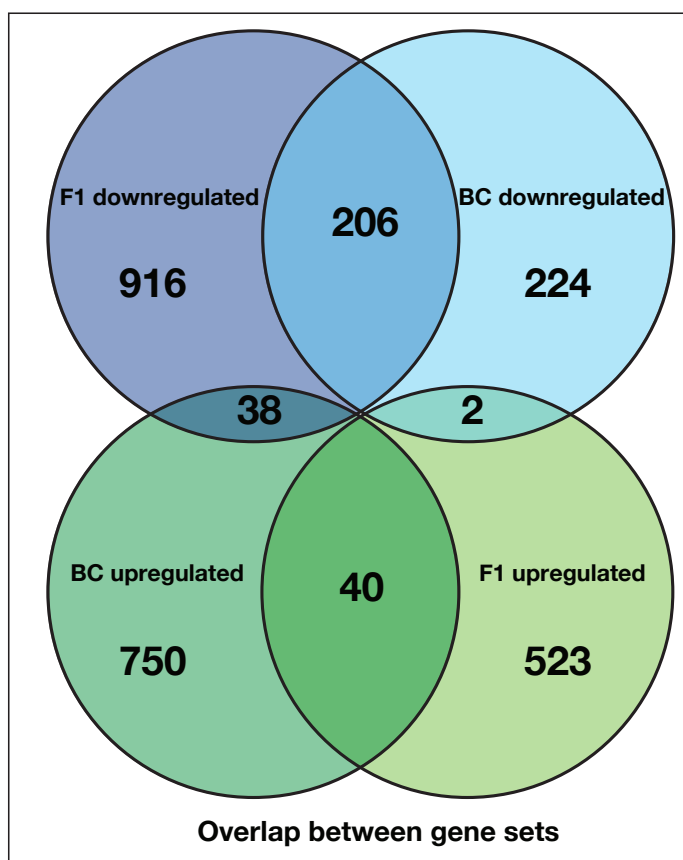 F1 downregulated
BC downregulated
206
916
224
38
2
BC upregulated
F1 upregulated
40
750
523
Overlap between gene sets